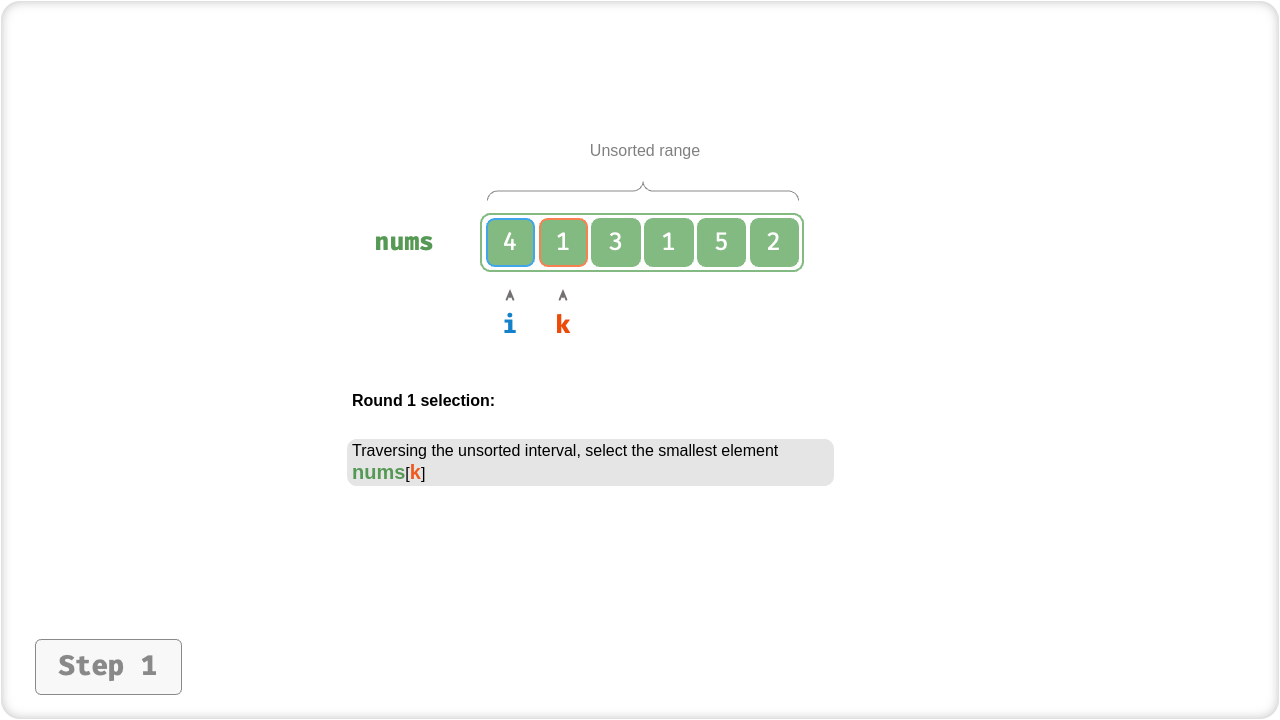 Unsorted range
nums 4 1 3 1 5 2
i k
Round 1 selection:
Traversing the unsorted interval, select the smallest element
nums[k]
Step 1